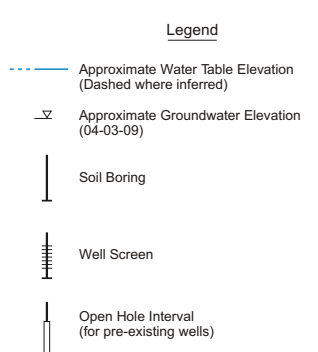 Legend
Approximate Water Table Elevation
(Dashed where inferred)
Approximate Groundwater Elevation
(04-03-09)
Soil Boring
Well Screen
Open Hole Interval
(for pre-existing wells)